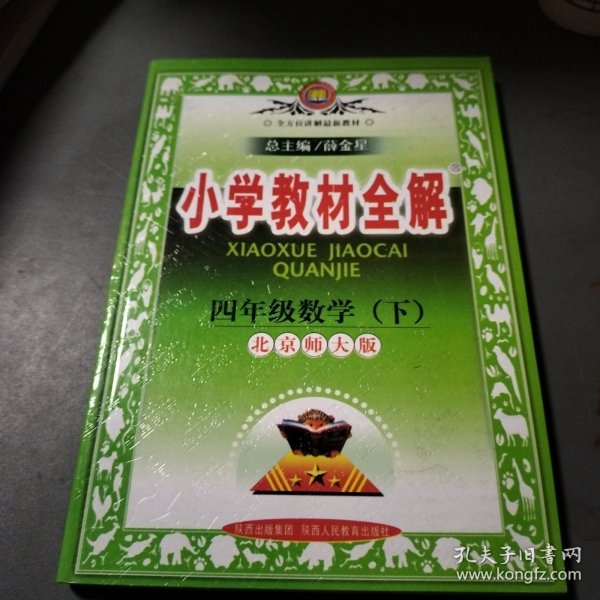 全方位讲解最新教材
总主编/薛金星
小学教材全解®
XIAOXUE JIAOCAI
QUANJIE
四年级数学(下)
北京师大版
陕西出版集团 陕西人民教育出版社
孔夫子旧书网
www.kongfz.com